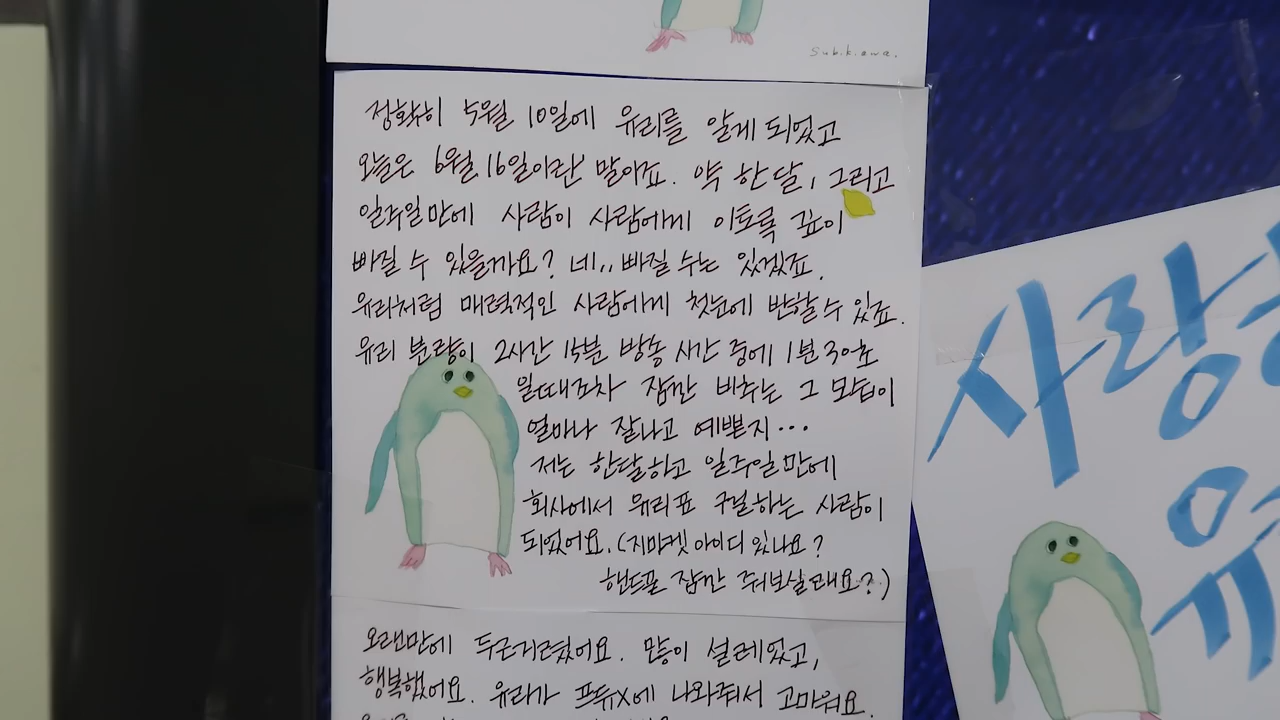 subik.awa.
정확히 5월 10일에 유리를 알게 되었고
오늘은 6월 16일이란 말이죠. 약 한 달, 그리고
일주일만에 사람이 사람에게 이토록 깊이
빠질 수 있을까요? 네.. 빠질 수는 있겠죠.
유리처럼 매력적인 사람에게 첫눈에 반할 수 있죠.
유리 분량이 2시간 15분 방송 시간 중에 1분 30초
일때조차 잠깐 비추는 그 모습이
얼마나 잘나고 예쁘지...
저는 한달하고 일주일만에
회사에서 유리표 구걸하는 사람이
되었어요. (지마켓 아이디 있나요?
핸드폰 잠깐 줘보실래요?)
오랜만에 두근거렸어요. 많이 설레었고,
행복했어요. 유리가 프듀X에 나와줘서 고마워요.
사랑
유